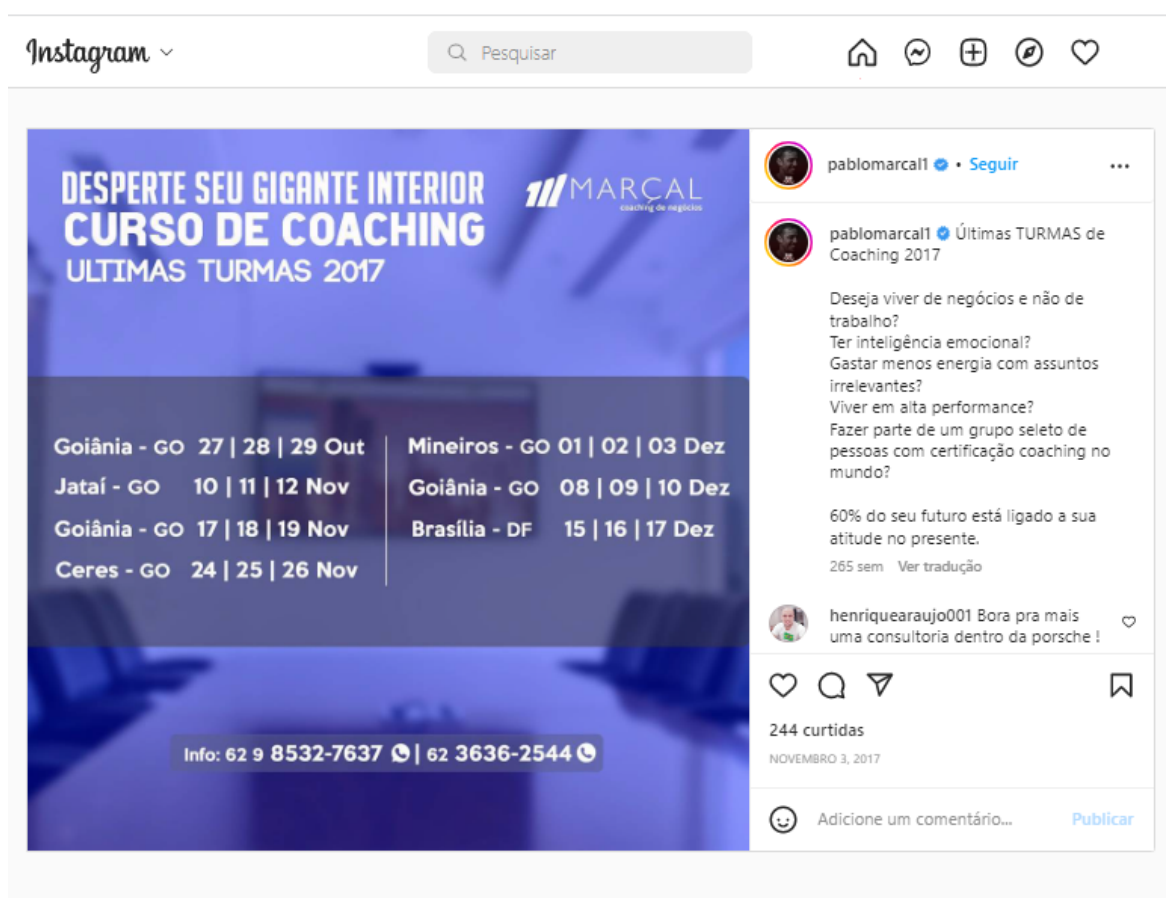 Instagram
Pesquisar
DESPERTE SEU GIGANTE INTERIOR
CURSO DE COACHING
ULTIMAS TURMAS 2017
MARÇAL
coaching de negócios
Goiânia - GO 27 | 28 | 29 Out
Jataí - GO 10 | 11 | 12 Nov
Goiânia - GO 17 | 18 | 19 Nov
Ceres - GO 24 | 25 | 26 Nov
Mineiros - GO 01 | 02 | 03 Dez
Goiânia - GO 08 | 09 | 10 Dez
Brasília - DF 15 | 16 | 17 Dez
Info: 62 9 8532-7637 | 62 3636-2544
pablomarcal1 • Seguir
pablomarcal1 Últimas TURMAS de
Coaching 2017
Deseja viver de negócios e não de
trabalho?
Ter inteligência emocional?
Gastar menos energia com assuntos
irrelevantes?
Viver em alta performance?
Fazer parte de um grupo seleto de
pessoas com certificação coaching no
mundo?
60% do seu futuro está ligado a sua
atitude no presente.
265 sem Ver tradução
henriquearaujo001 Bora pra mais
uma consultoria dentro da porsche !
244 curtidas
NOVEMBRO 3, 2017
Adicione um comentário... Publicar